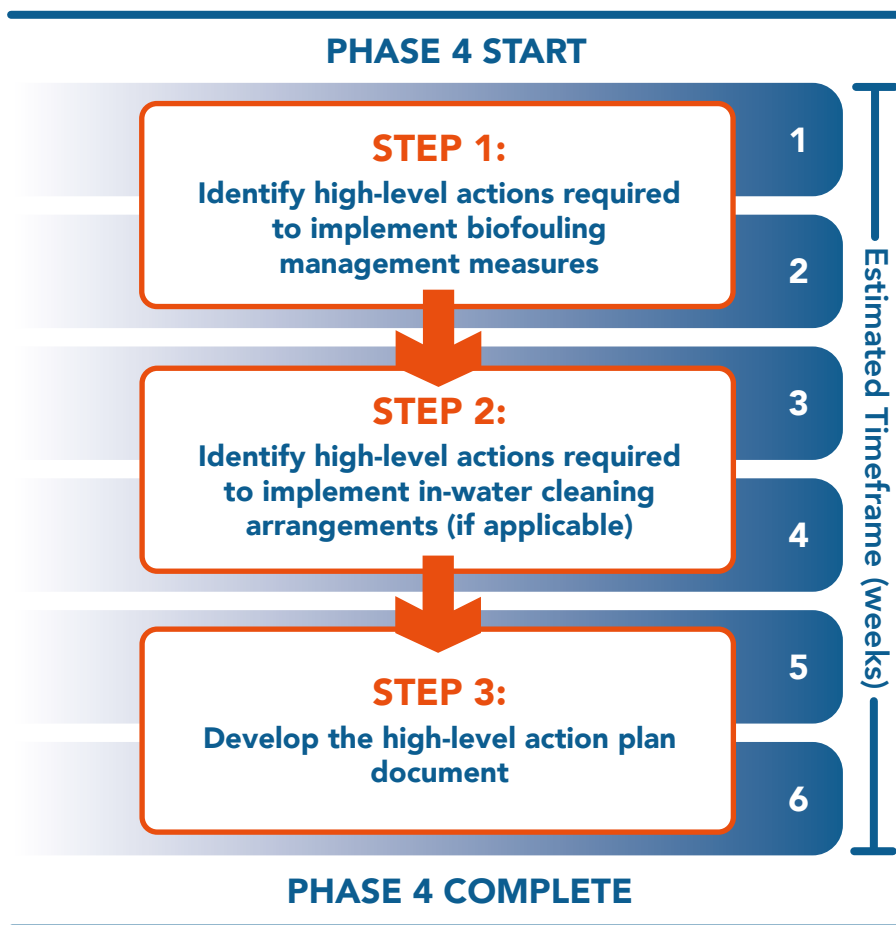 PHASE 4 START
STEP 1:
Identify high-level actions required
to implement biofouling
management measures
1
2
STEP 2:
Identify high-level actions required
to implement in-water cleaning
arrangements (if applicable)
3
4
STEP 3:
Develop the high-level action plan
document
5
6
Estimated Timeframe (weeks)
PHASE 4 COMPLETE